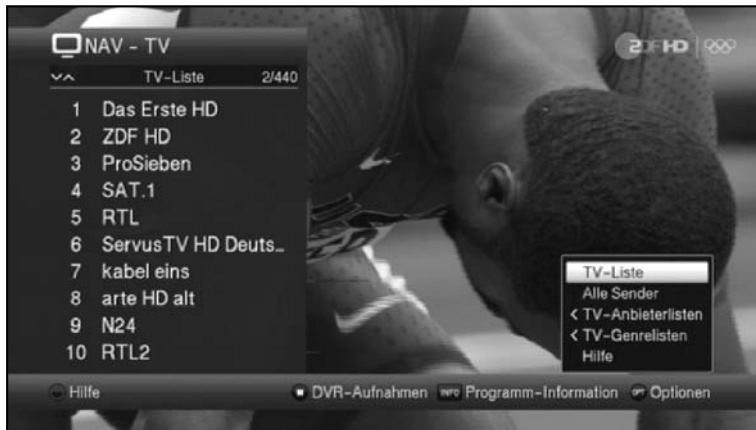 NAV - TV
ZDF HD
TV-Liste 2/440
1 Das Erste HD
2 ZDF HD
3 ProSieben
4 SAT.1
5 RTL
6 ServusTV HD Deuts...
7 kabel eins
8 arte HD alt
9 N24
10 RTL2
TV-Liste
Alle Sender
< TV-Anbieterlisten
< TV-Genrelisten
Hilfe
Hilfe DVR-Aufnahmen INFO Programm-Information OPT Optionen